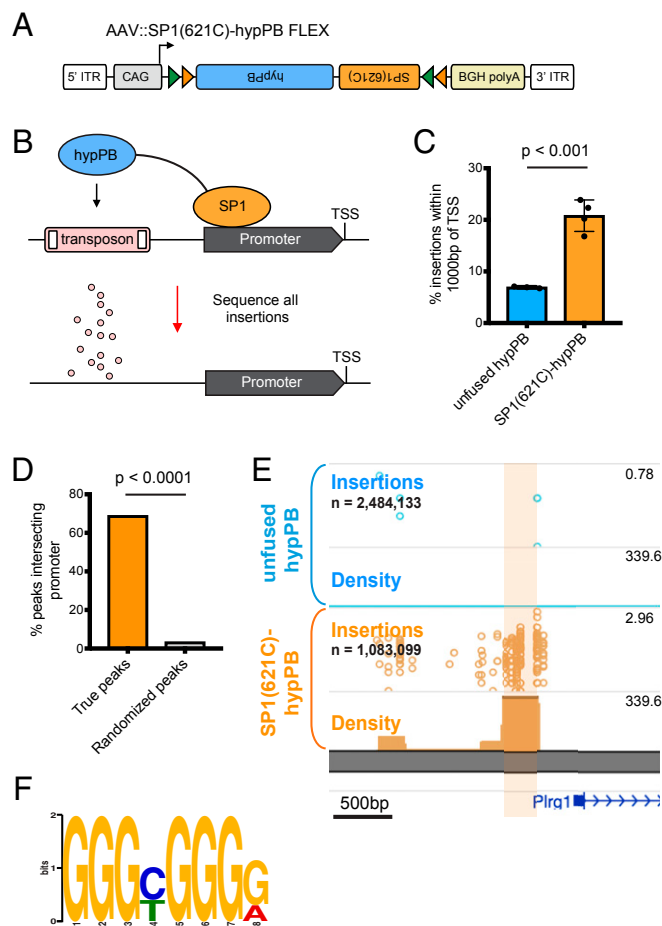 A
AAV::SP1(621C)-hypPB FLEX
5' ITR
CAG
hypPB
SP1(621C)
BGH polyA
3' ITR
B
hypPB
SP1
TSS
transposon
Promoter
Sequence all
insertions
TSS
Promoter
C
p < 0.001
% insertions within
1000bp of TSS
30
20
10
0
unfused hypPB
SP1(621C)-hypPB
D
p < 0.0001
% peaks intersecting
promoter
80
60
40
20
0
True peaks
Randomized peaks
E
unfused
hypPB
Insertions
n = 2,484,133
0.78
Density
339.6
SP1(621C)-
hypPB
Insertions
n = 1,083,099
2.96
Density
339.6
500bp
Plrg1
F
bits
2
1
0
GGGCGGGG
TA
1 2 3 4 5 6 7 8